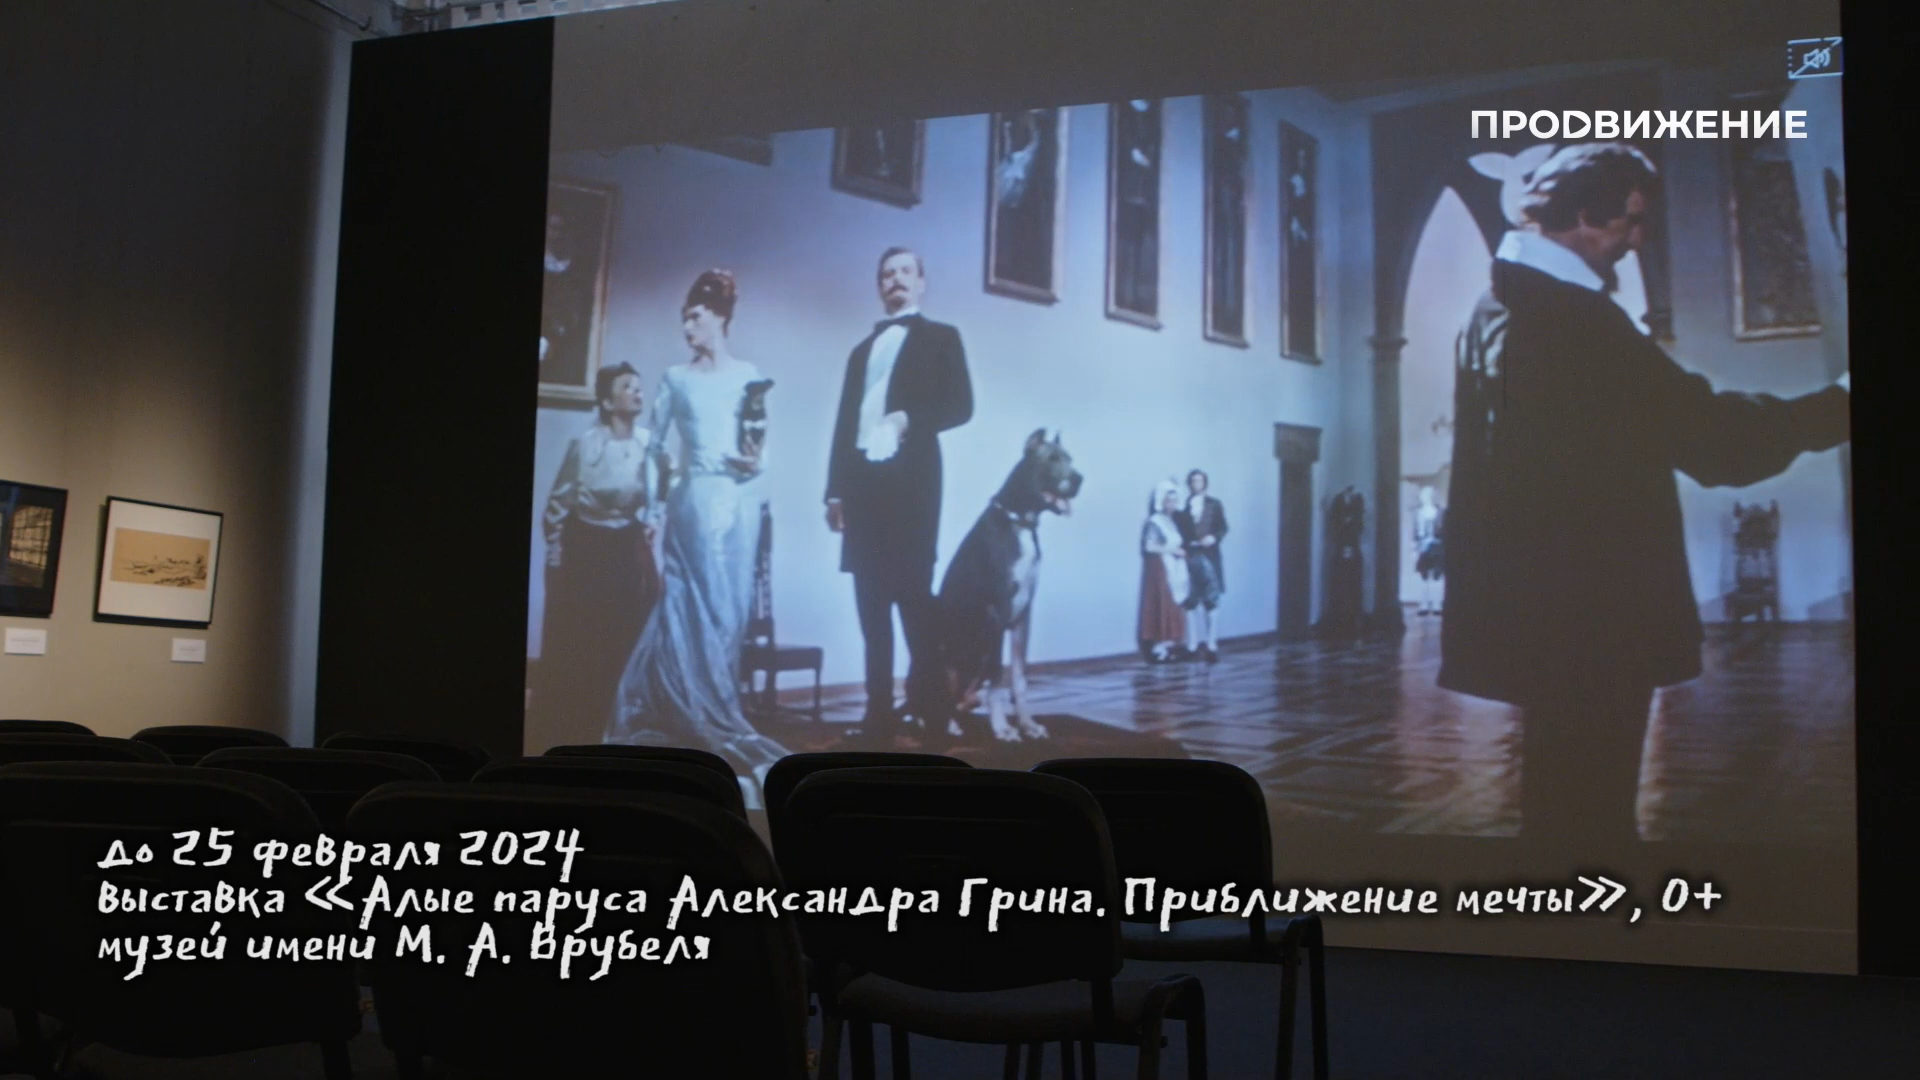 ПРОДВИЖЕНИЕ
до 25 февраля 2024
выставка «Алые паруса Александра Грина. Приближение мечты», 0+
музей имени М. А. Врубеля